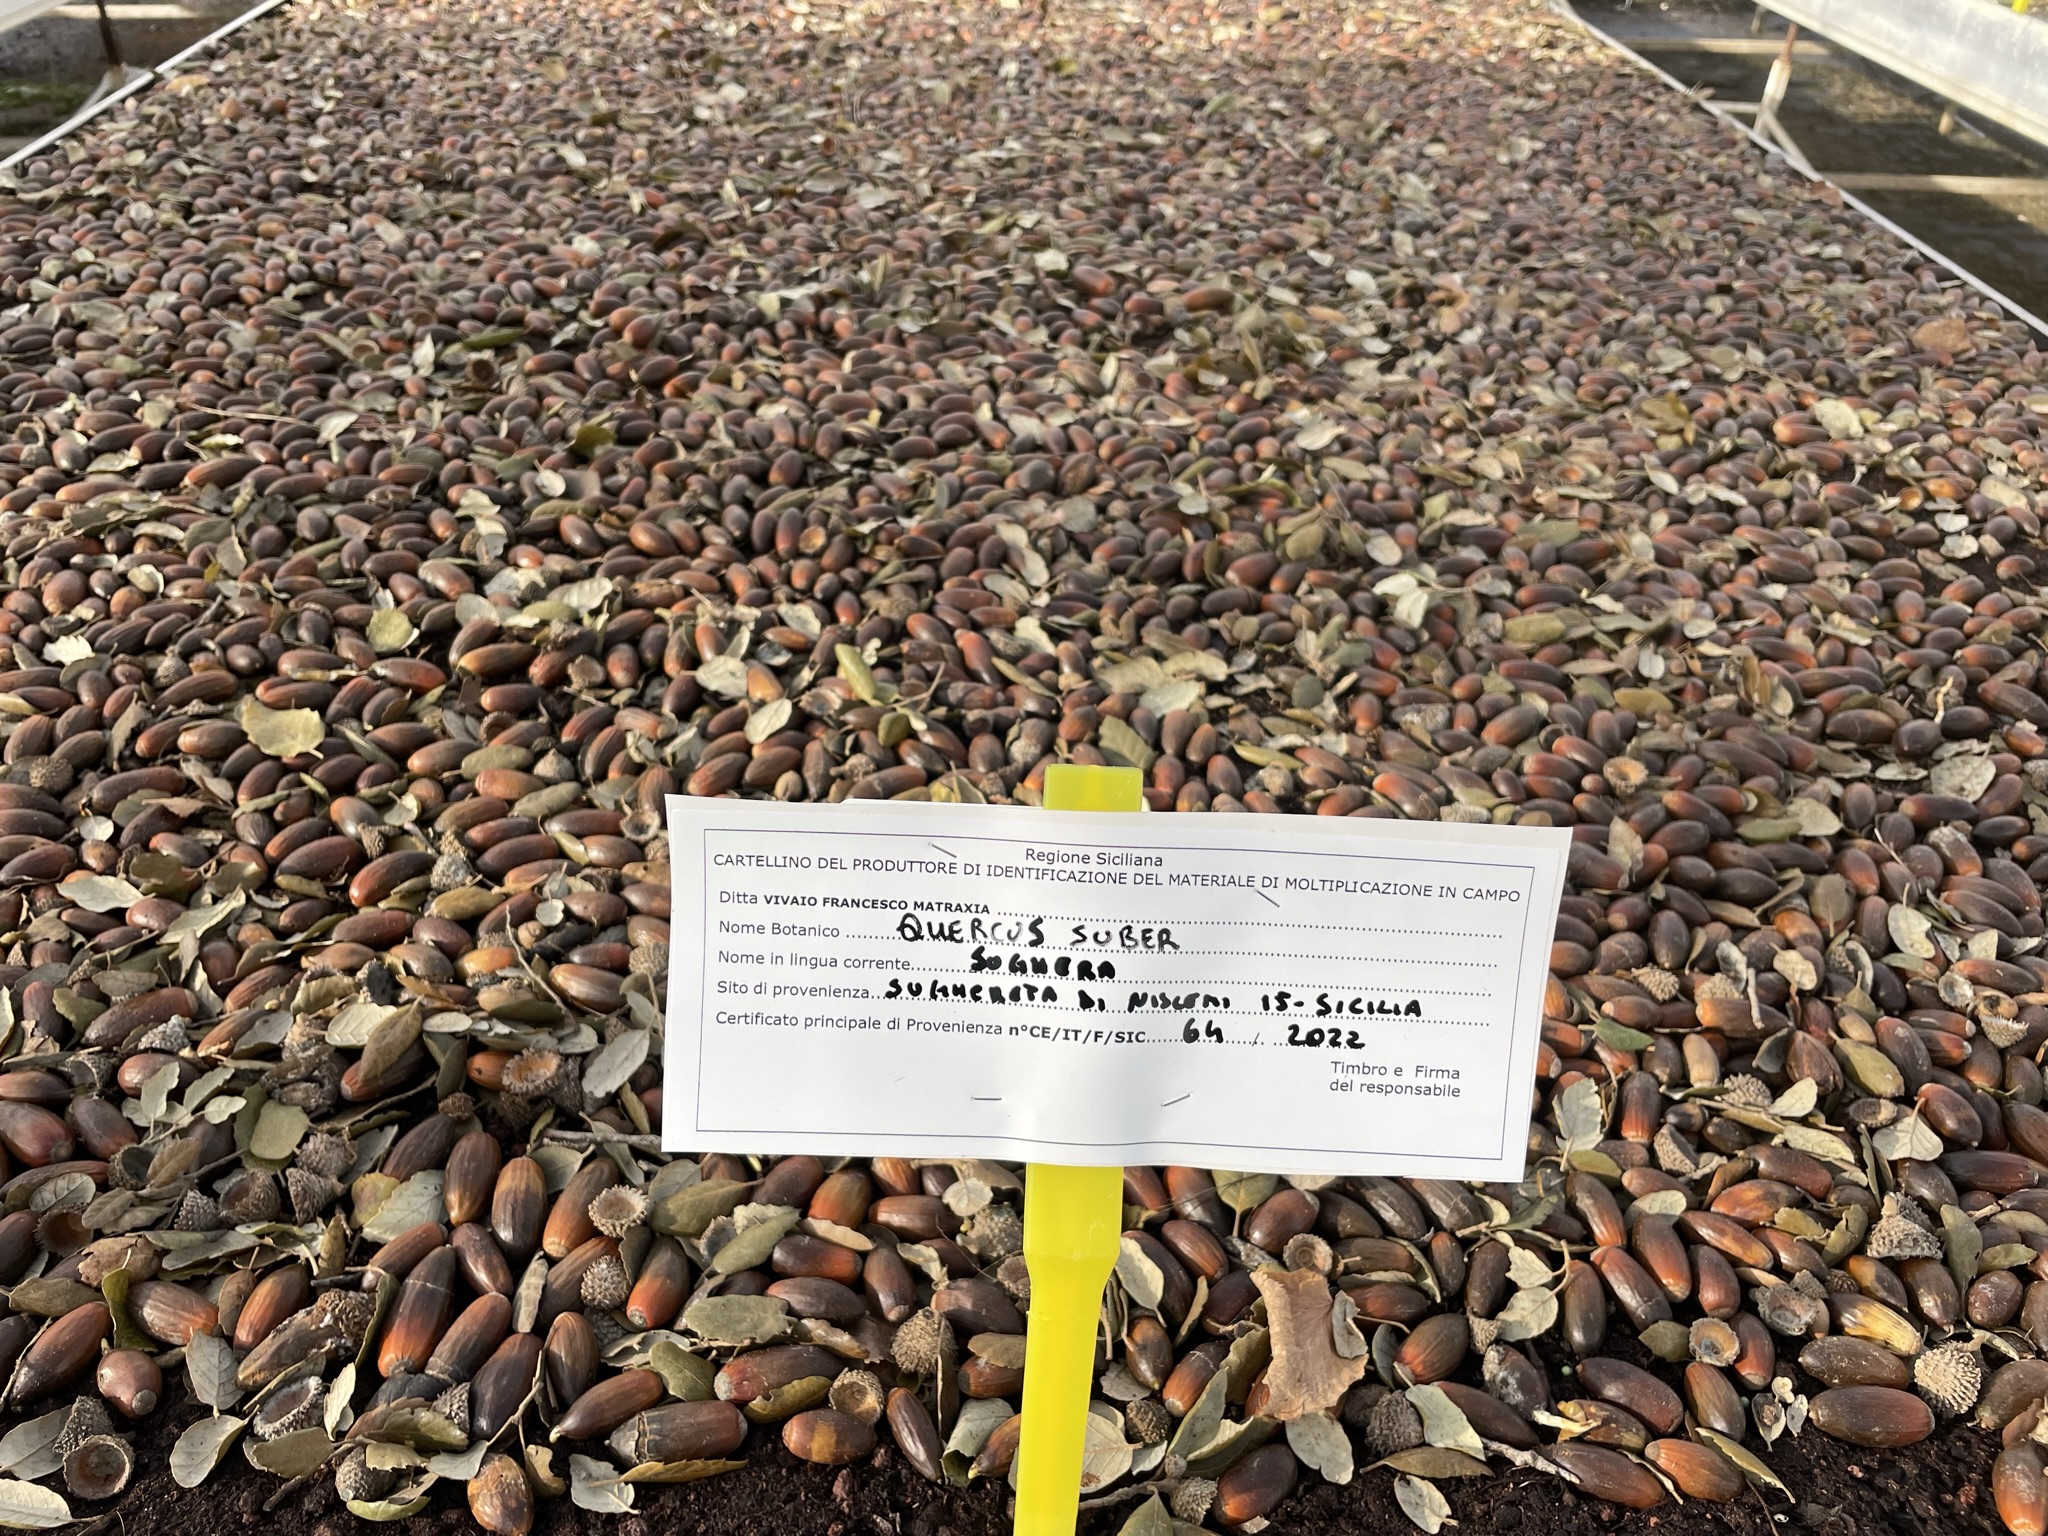 Regione Siciliana
CARTELLINO DEL PRODUTTORE DI IDENTIFICAZIONE DEL MATERIALE DI MOLTIPLICAZIONE IN CAMPO
Ditta VIVAIO FRANCESCO MATRAXIA
Nome Botanico QUERCUS SUBER
Nome in lingua corrente SUGHERA
Sito di provenienza SUGHERETA DI NISCEMI 15-SICILIA
Certificato principale di Provenienza n°CE/IT/F/SIC 64 / 2022
Timbro e Firma
del responsabile